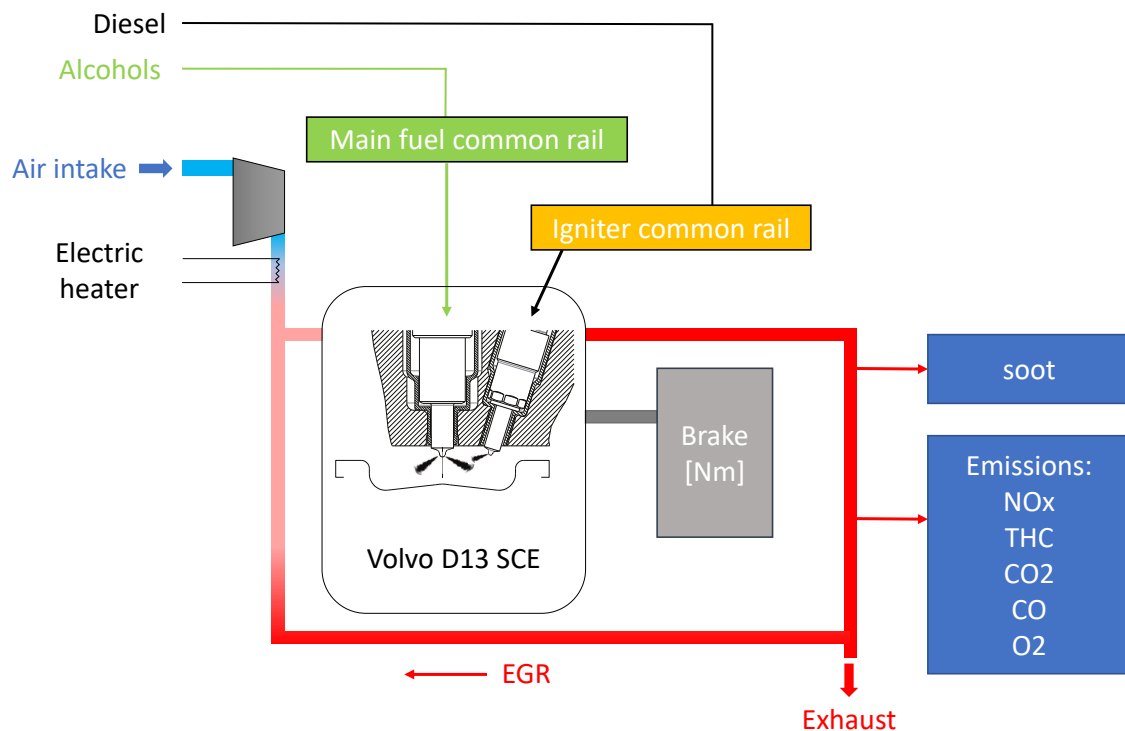 Diesel
Alcohols
Main fuel common rail
Air intake
Igniter common rail
Electric
heater
soot
Brake
[Nm]
Emissions:
NOx
THC
CO2
CO
O2
Volvo D13 SCE
EGR
Exhaust